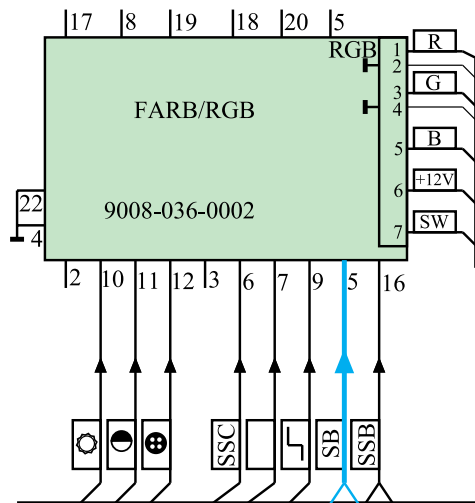 17 8 19 18 20 5
RGB 1 R
2
FARB/RGB 3 G
4
5 B
22 9008-036-0002 6 +12V
4 7 SW
2 10 11 12 3 6 7 9 5 16
SSC SB SSB